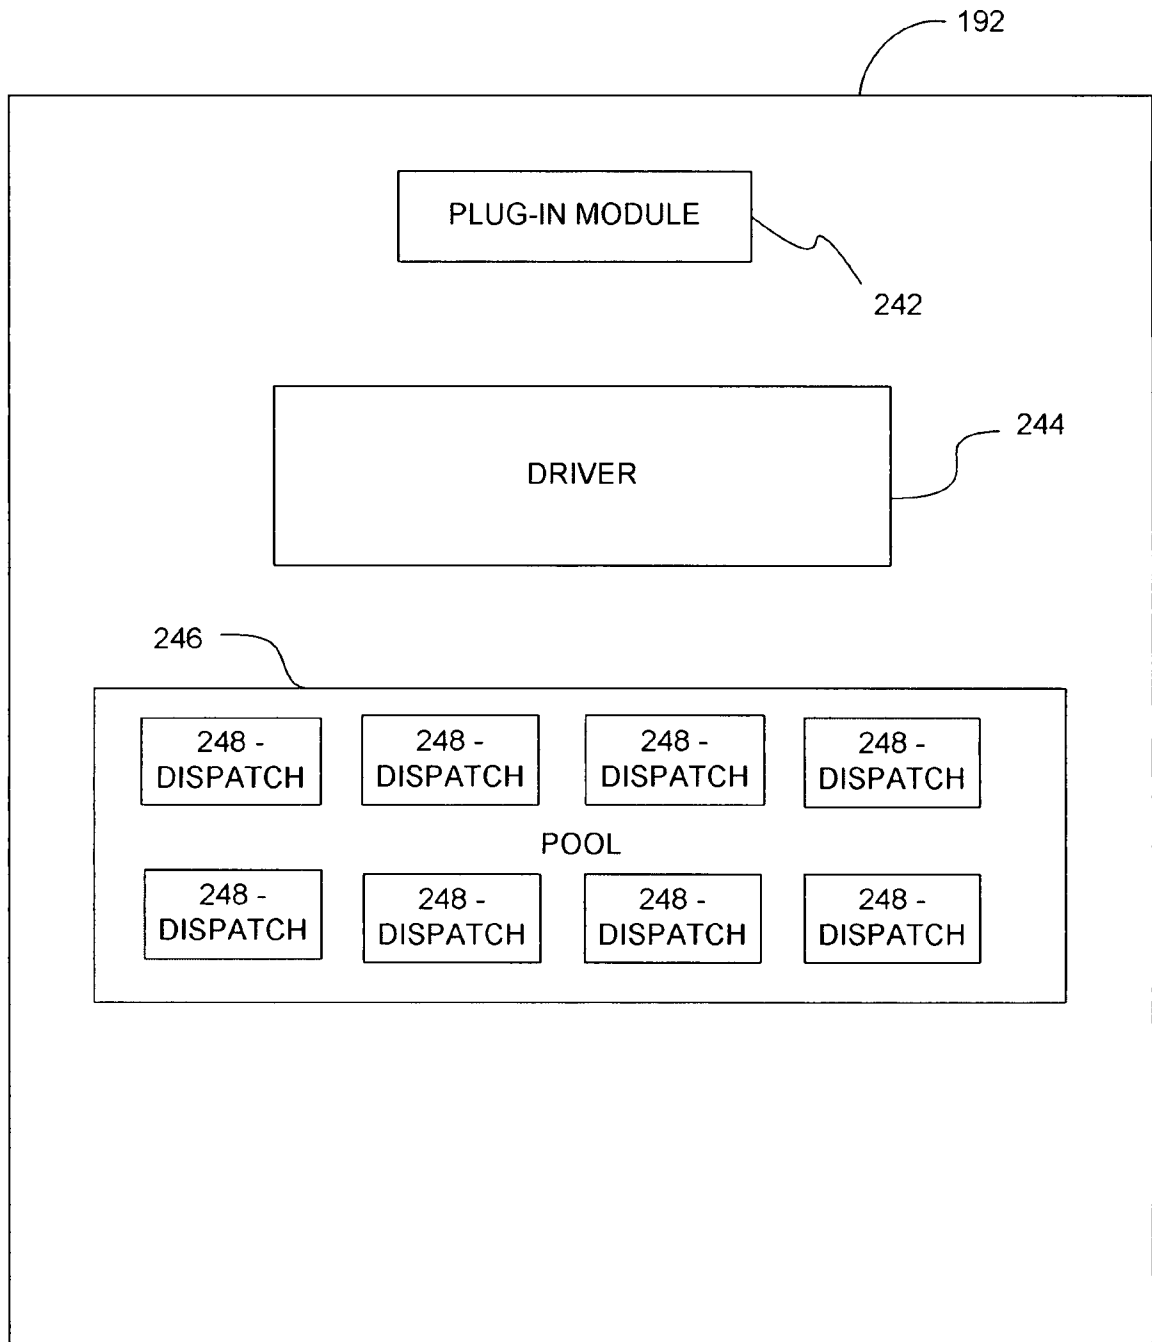 192
PLUG-IN MODULE
242
244
DRIVER
246
248 -
DISPATCH
248 -
DISPATCH
248 -
DISPATCH
248 -
DISPATCH
POOL
248 -
DISPATCH
248 -
DISPATCH
248 -
DISPATCH
248 -
DISPATCH